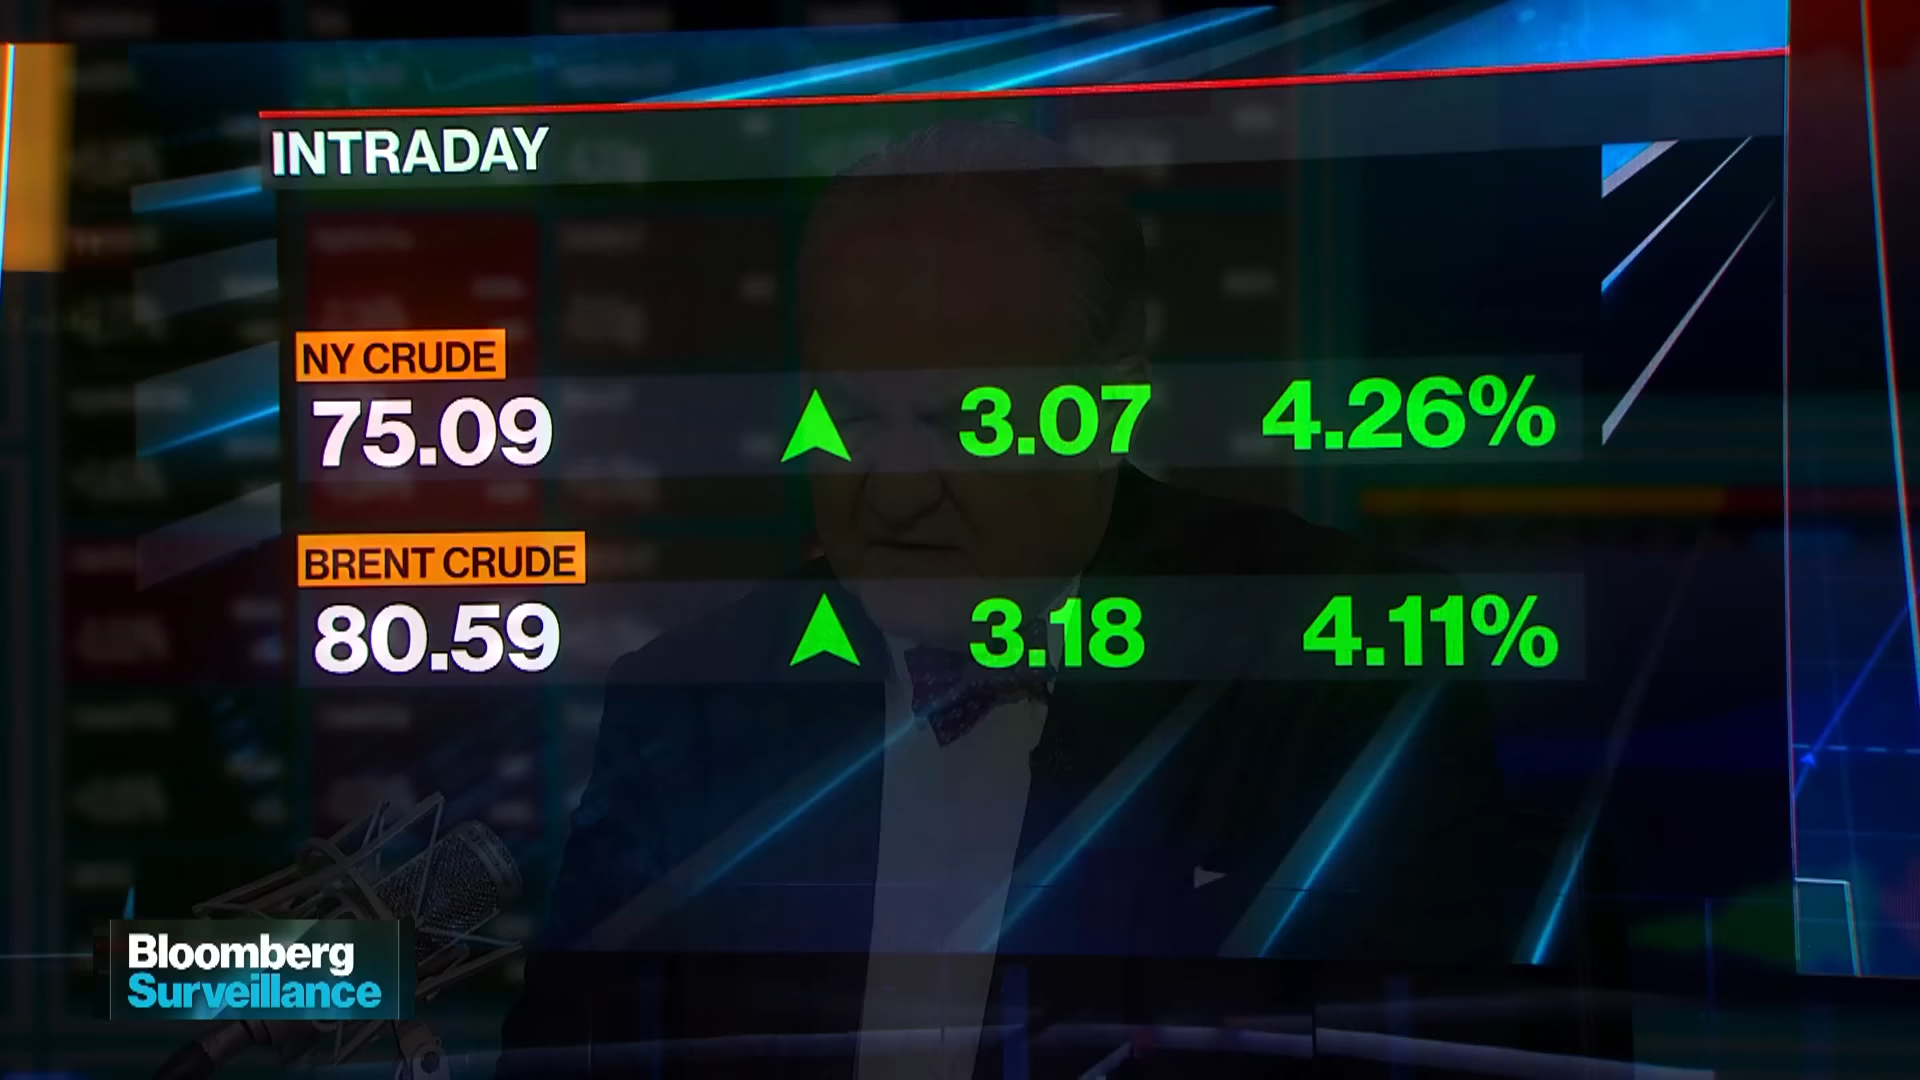 INTRADAY
NY CRUDE
75.09 3.07 4.26%
BRENT CRUDE
80.59 3.18 4.11%
Bloomberg
Surveillance